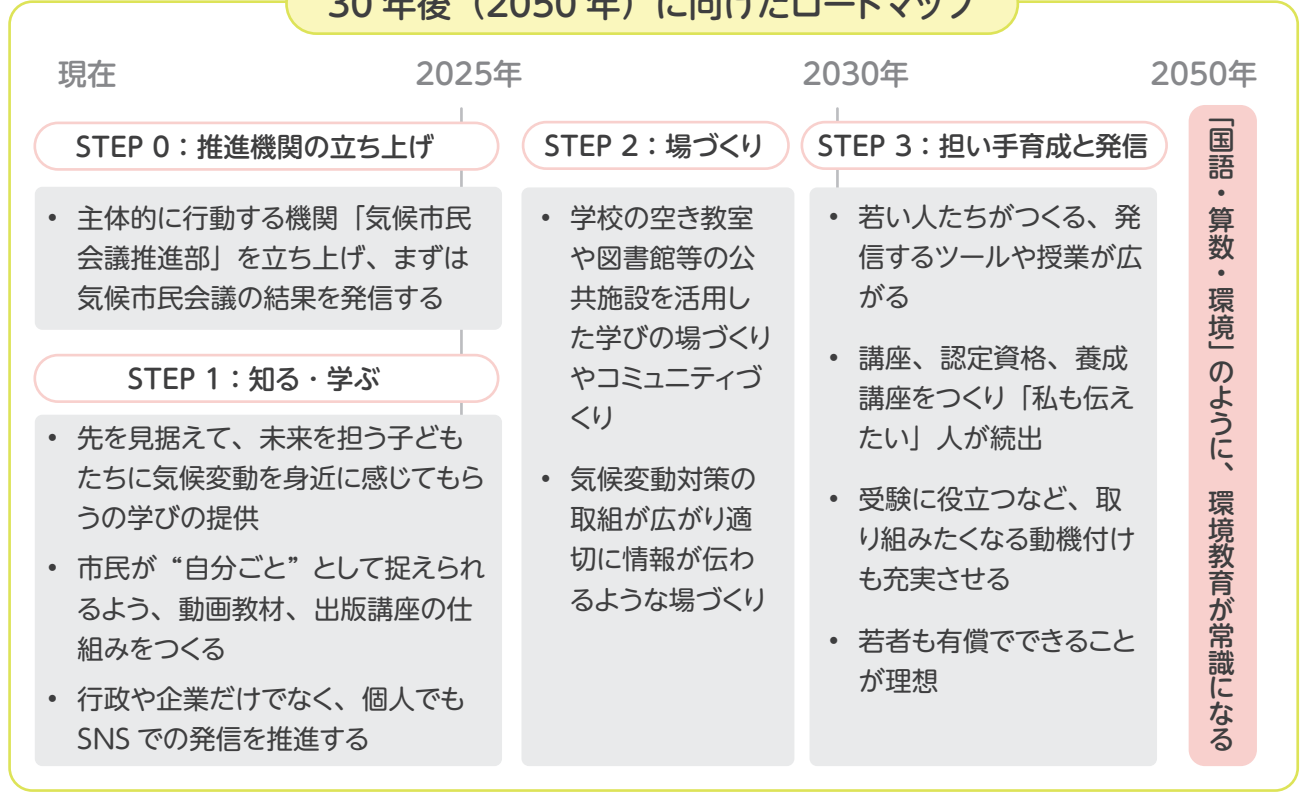 30 年後（2050 年）に向けたロードマップ
現在
2025年
2030年
2050年
STEP 0：推進機関の立ち上げ
• 主体的に行動する機関「気候市民
会議推進部」を立ち上げ、まずは
気候市民会議の結果を発信する
STEP 1：知る・学ぶ
• 先を見据えて、未来を担う子ども
たちに気候変動を身近に感じてもら
うの学びの提供
• 市民が“自分ごと”として捉えられ
るよう、動画教材、出版講座の仕
組みをつくる
• 行政や企業だけでなく、個人でも
SNS での発信を推進する
STEP 2：場づくり
• 学校の空き教室
や図書館等の公
共施設を活用し
た学びの場づくり
やコミュニティづ
くり
• 気候変動対策の
取組が広がり適
切に情報が伝わ
るような場づくり
STEP 3：担い手育成と発信
• 若い人たちがつくる、発
信するツールや授業が広
がる
• 講座、認定資格、養成
講座をつくり「私も伝え
たい」人が続出
• 受験に役立つなど、取
り組みたくなる動機付け
も充実させる
• 若者も有償でできること
が理想
「国語・算数・環境」のように、環境教育が常識になる